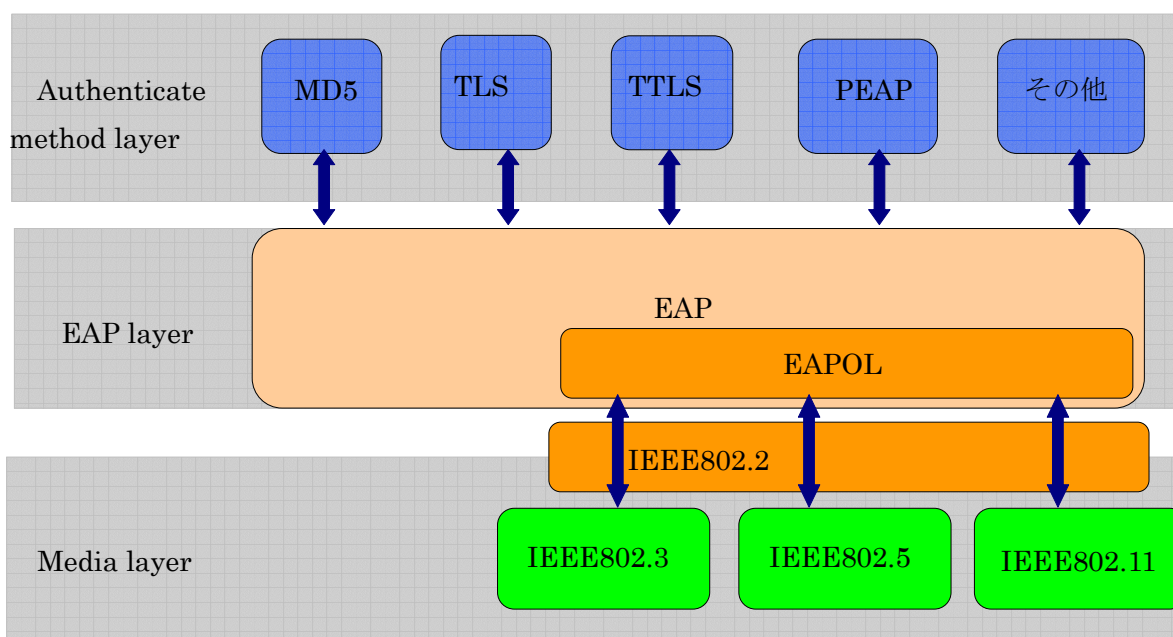 Authenticate
method layer
MD5
TLS
TTLS
PEAP
その他
EAP layer
EAP
EAPOL
IEEE802.2
Media layer
IEEE802.3
IEEE802.5
IEEE802.11